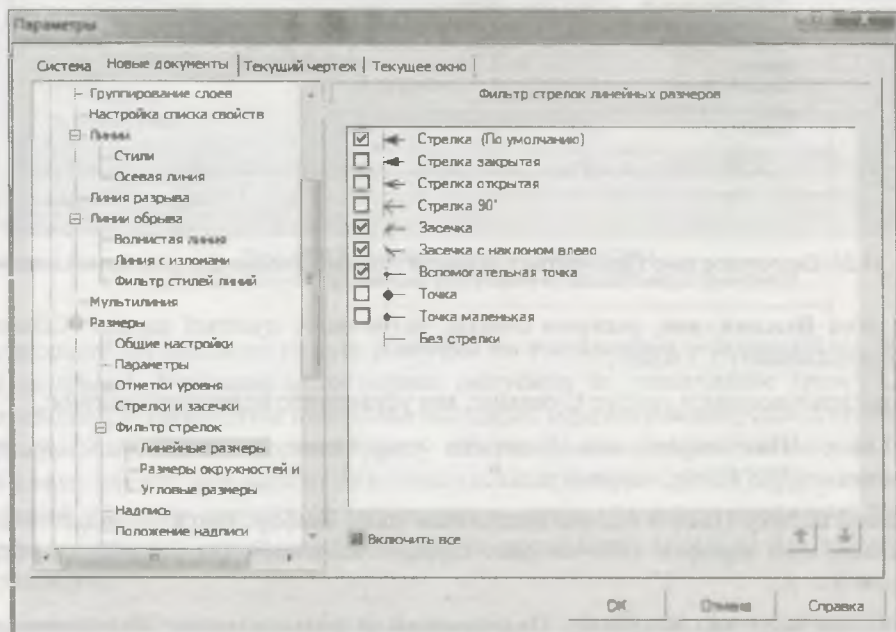 Параметры
Система Новые документы Текущий чертеж Текущее окно
Группирование слоев
Настройка списка свойств
Линии
Стили
Осевая линия
Линия разрыва
Линии обрыва
Волнистая линия
Линия с изломами
Фильтр стилей линий
Мультилиния
Размеры
Общие настройки
Параметры
Отметки уровня
Стрелки и засечки
Фильтр стрелок
Линейные размеры
Размеры окружностей и
Угловые размеры
Надпись
Положение надписи
Фильтр стрелок линейных размеров
Стрелка (По умолчанию)
Стрелка закрытая
Стрелка открытая
Стрелка 90°
Засечка
Засечка с наклоном влево
Вспомогательная точка
Точка
Точка маленькая
Без стрелки
Включить все
OK Отмена Справка